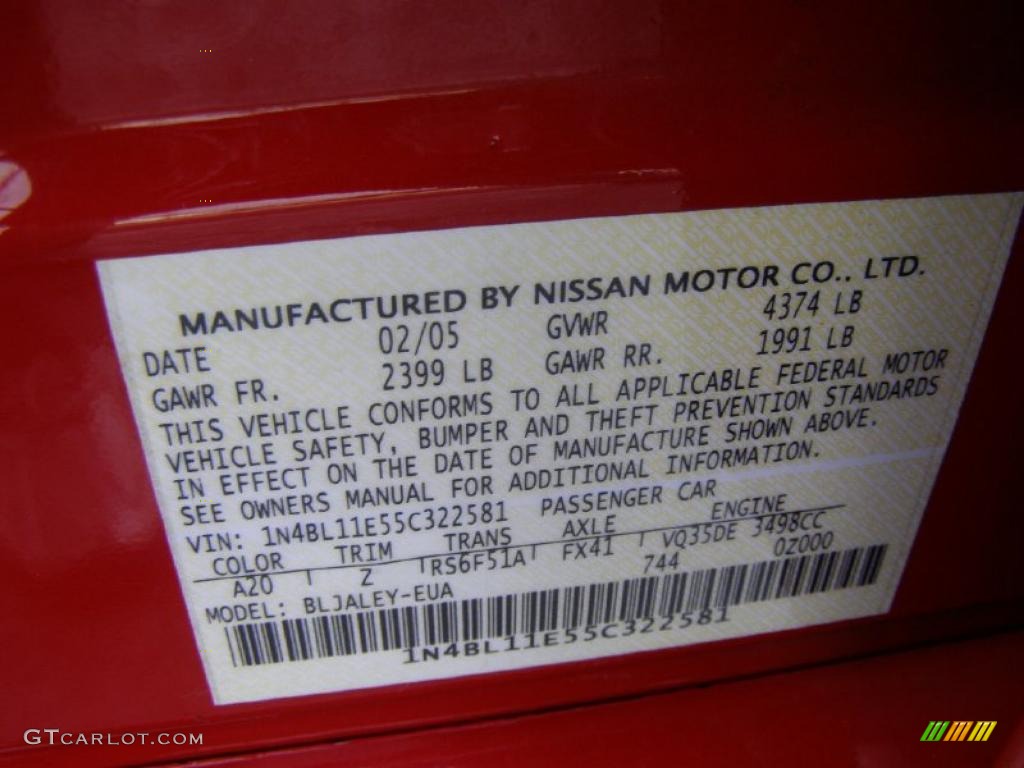 MANUFACTURED BY NISSAN MOTOR CO., LTD.
DATE 02/05 GVWR 4374 LB
GAWR FR. 2399 LB GAWR RR. 1991 LB
THIS VEHICLE CONFORMS TO ALL APPLICABLE FEDERAL MOTOR
VEHICLE SAFETY, BUMPER AND THEFT PREVENTION STANDARDS
IN EFFECT ON THE DATE OF MANUFACTURE SHOWN ABOVE.
SEE OWNERS MANUAL FOR ADDITIONAL INFORMATION.
VIN: 1N4BL11E55C322581 PASSENGER CAR
COLOR TRIM TRANS AXLE ENGINE
A20 Z RS6F51A FX41 VQ35DE 3498CC
MODEL: BLJALEY-EUA 744 0Z000
1N4BL11E55C322581
GTCARLOT.COM